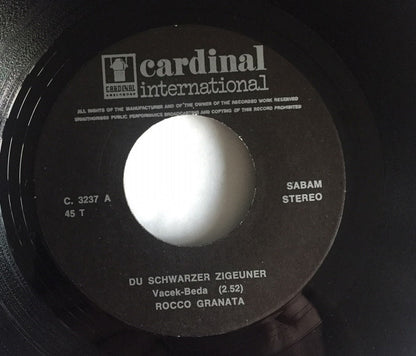 cardinal
international
CARDINAL
ALL RIGHTS OF THE MANUFACTURER AND OF THE OWNER OF THE RECORDED WORK RESERVED
UNAUTHORISED PUBLIC PERFORMANCE BROADCASTING AND COPYING OF THIS RECORD PROHIBITED
C. 3237 A
45 T
SABAM
STEREO
DU SCHWARZER ZIGEUNER
Vacek-Beda (2.52)
ROCCO GRANATA